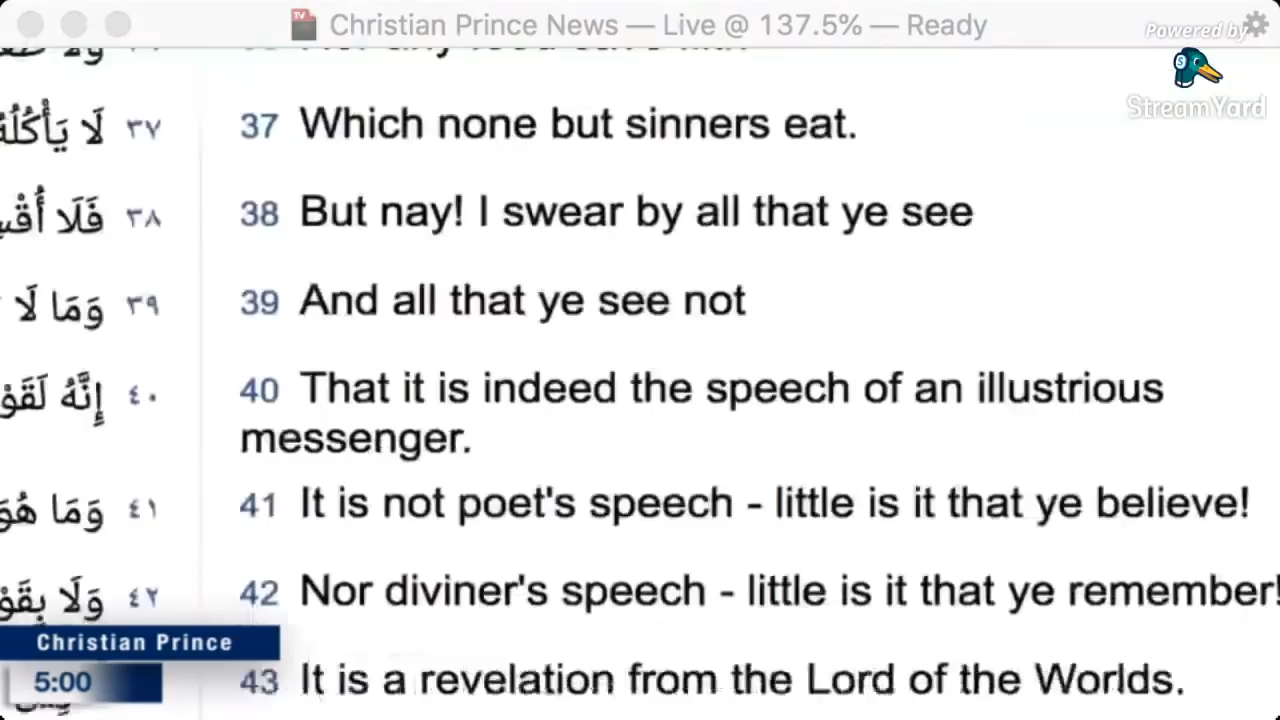 Christian Prince News — Live @ 137.5% — Ready
Powered by
StreamYard
37 Which none but sinners eat.
لَا ٣٧
38 But nay! I swear by all that ye see
فَلَا ٣٨
39 And all that ye see not
وَمَا لَا ٣٩
40 That it is indeed the speech of an illustrious
messenger.
إِنَّهُ ٤٠
41 It is not poet's speech - little is it that ye believe!
وَمَا ٤١
42 Nor diviner's speech - little is it that ye remember!
وَلَا ٤٢
43 It is a revelation from the Lord of the Worlds.
Christian Prince
5:00